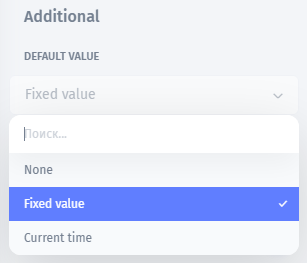 Additional
DEFAULT VALUE
Fixed value
Поиск...
None
Fixed value
Current time